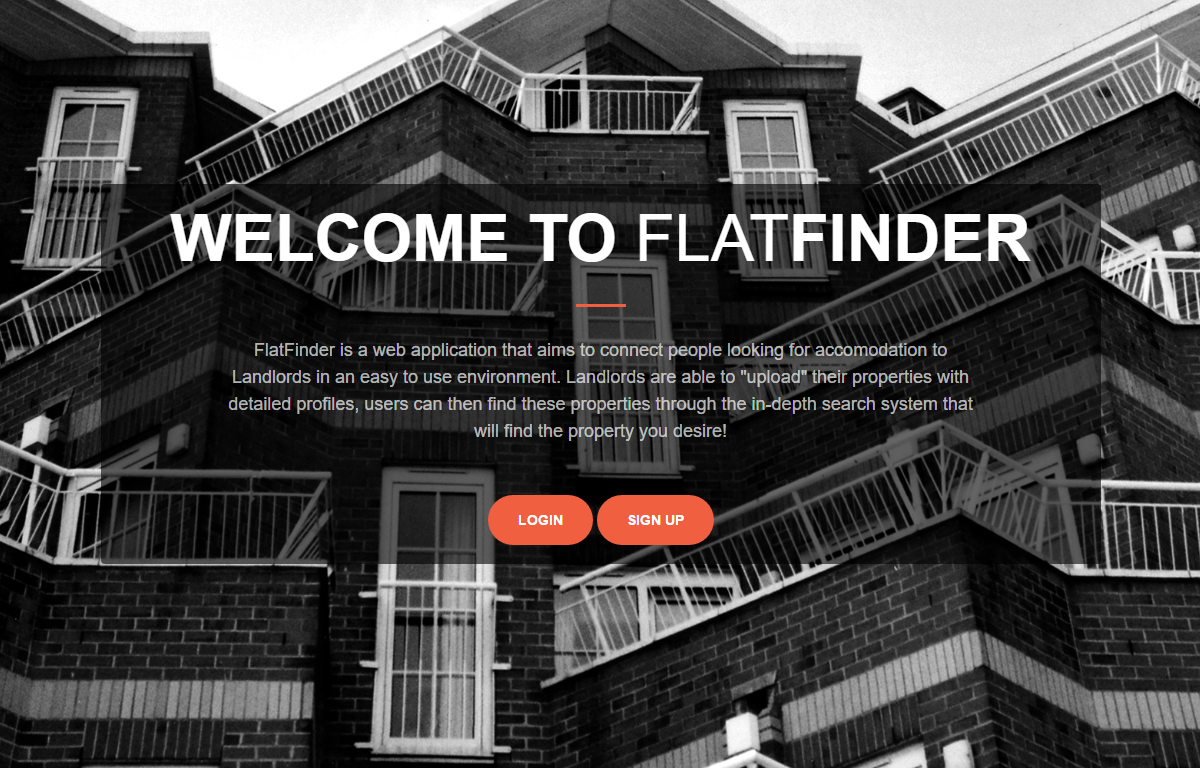 WELCOME TO FLATFINDER
FlatFinder is a web application that aims to connect people looking for accomodation to
Landlords in an easy to use environment. Landlords are able to "upload" their properties with
detailed profiles, users can then find these properties through the in-depth search system that
will find the property you desire!
LOGIN SIGN UP